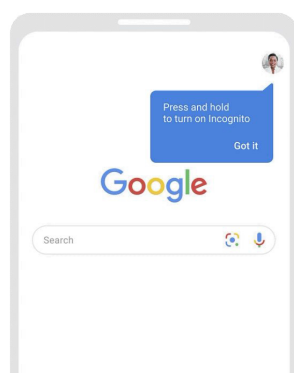 Press and hold
to turn on Incognito
Got it
Google
Search